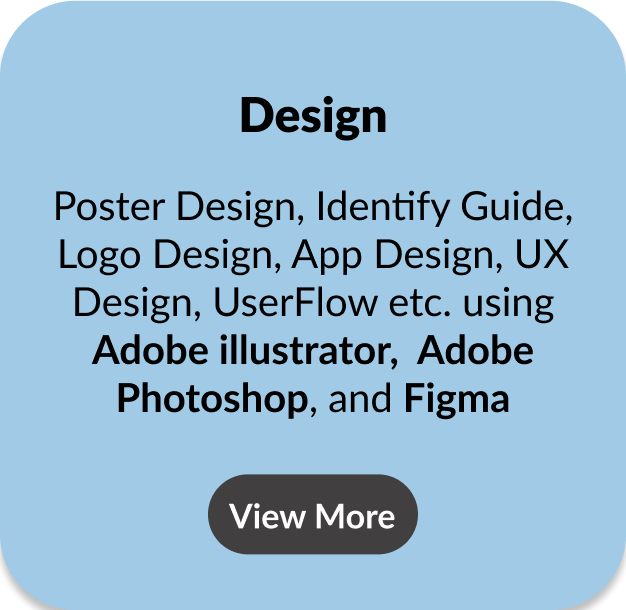 Design
Poster Design, Identify Guide,
Logo Design, App Design, UX
Design, UserFlow etc. using
Adobe illustrator,  Adobe
Photoshop, and Figma
View More